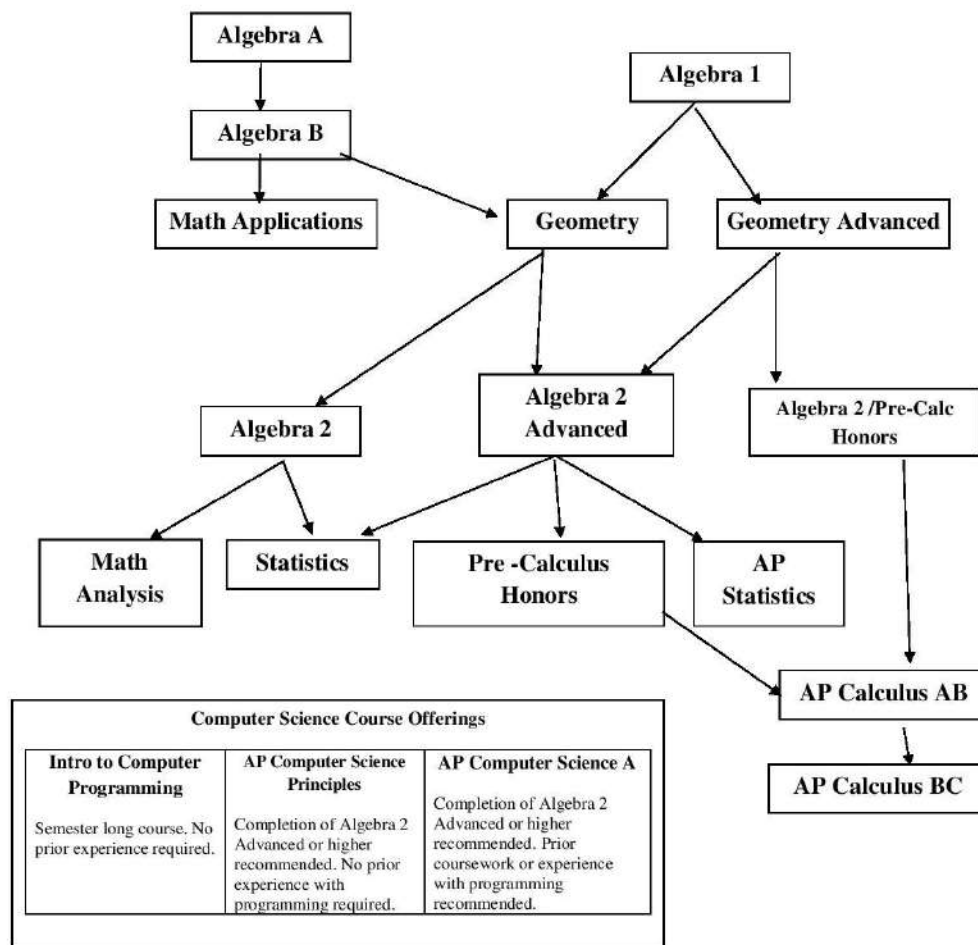 Algebra A
Algebra 1
Algebra B
Math Applications
Geometry
Geometry Advanced
Algebra 2
Algebra 2
Advanced
Algebra 2 /Pre-Calc
Honors
Math
Analysis
Statistics
Pre -Calculus
Honors
AP
Statistics
AP Calculus AB
AP Calculus BC
Computer Science Course Offerings
Intro to Computer
Programming
Semester long course. No
prior experience required.
AP Computer Science
Principles
Completion of Algebra 2
Advanced or higher
recommended. No prior
experience with
programming required.
AP Computer Science A
Completion of Algebra 2
Advanced or higher
recommended. Prior
coursework or experience
with programming
recommended.